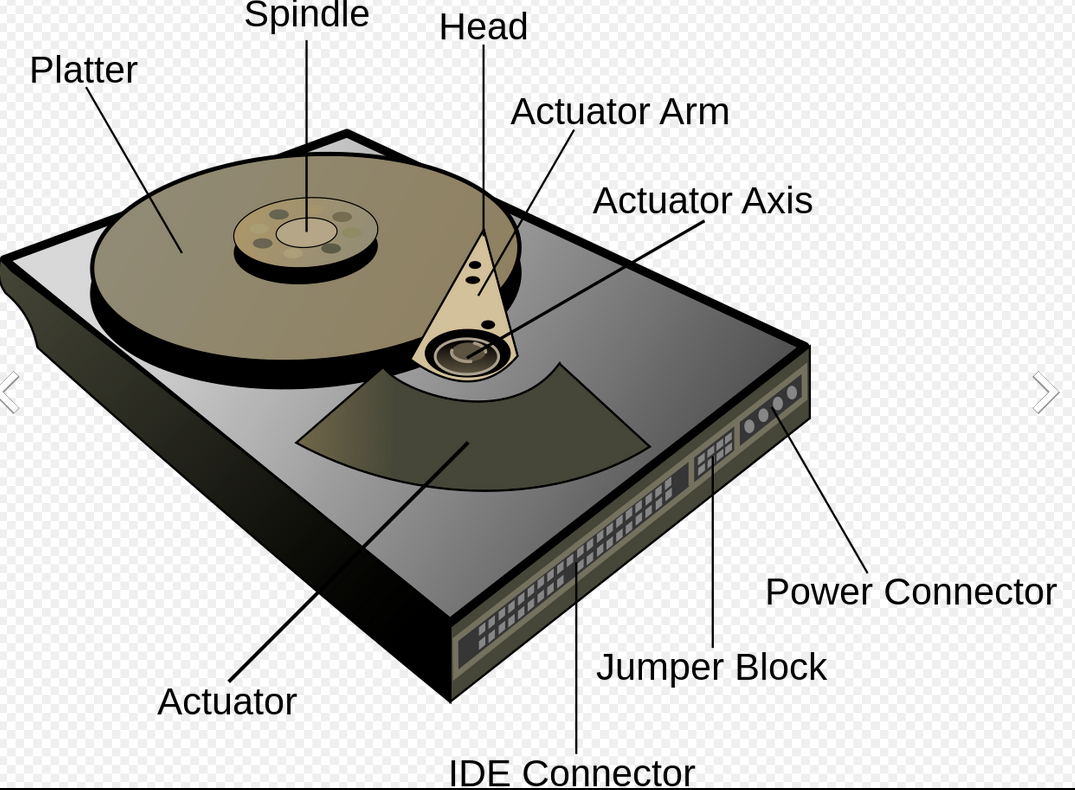 Spindle
Head
Platter
Actuator Arm
Actuator Axis
Power Connector
Jumper Block
Actuator
IDE Connector